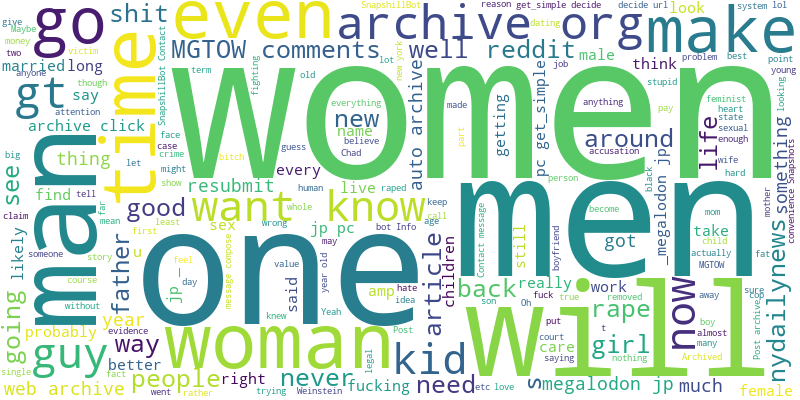 go
shit
even
archive
org
make
SnapshillBot
reason
get_simple decide
decide url
system
lol
give
Maybe
money
two
victim
MGTOW comments
well
reddit
dating
look
married
long
gt
say
anyone
though
attention
time
SnapshillBot Contact
women
term
fighting
old
lot
new york
male
think
job
problem
best
point
young
stupid
archive click
face
case
crime
might
show
everything
made
new
name
believe
Chad
guess
auto archive
getting
pc get_simple
anything
pay
feminist
heart
state
sexual
enough
around
life
something
looking
convenience Snapshots
man
thing
let
bitch
every
part
accusation
wife
hard
see
big
find
tell
resubmit
human
raped
live
person
black
megalodon jp
claim
mean
far
good
want
know
men
likely
someone
least
sex
wrong
whole
jp pc
keep
call
age
still
Contact message
become
boyfriend
got
mom
take
child
mother
fat
story
father
u
first
message compose
bot Info
may
article
children
actually
MGTOW
going
course
without
jp _
feel
day
said
value
year old
one
amp
hate
idea
back
really
work
removed
away
sure
cop
nydailynews
probably
year
evidence
woman
knew
Yeah
Post
son
fuck
Oh
true
will
rape
boy
almost
many
now
guy
way
better
kid
put
court
saying
t
care
girl
nothing
Post archive
single
web archive
fact
went
people
rather
right
trying
Weinstein
never
legal
fucking
need
etc
love
s
megalodon jp
Archived
much
female